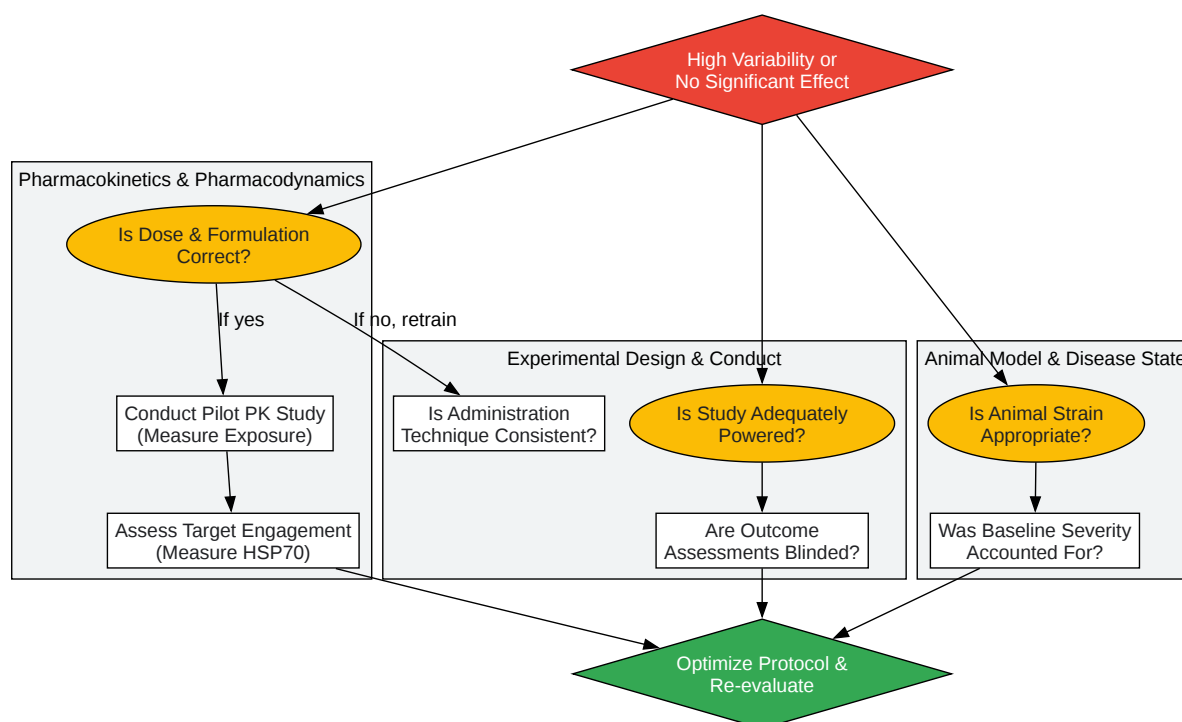 High Variability or
No Significant Effect
Pharmacokinetics & Pharmacodynamics
Is Dose & Formulation
Correct?
If yes
If no, retrain
Experimental Design & Conduct
Animal Model & Disease State
Conduct Pilot PK Study
(Measure Exposure)
Is Administration
Technique Consistent?
Is Study Adequately
Powered?
Is Animal Strain
Appropriate?
Assess Target Engagement
(Measure HSP70)
Are Outcome
Assessments Blinded?
Was Baseline Severity
Accounted For?
Optimize Protocol &
Re-evaluate